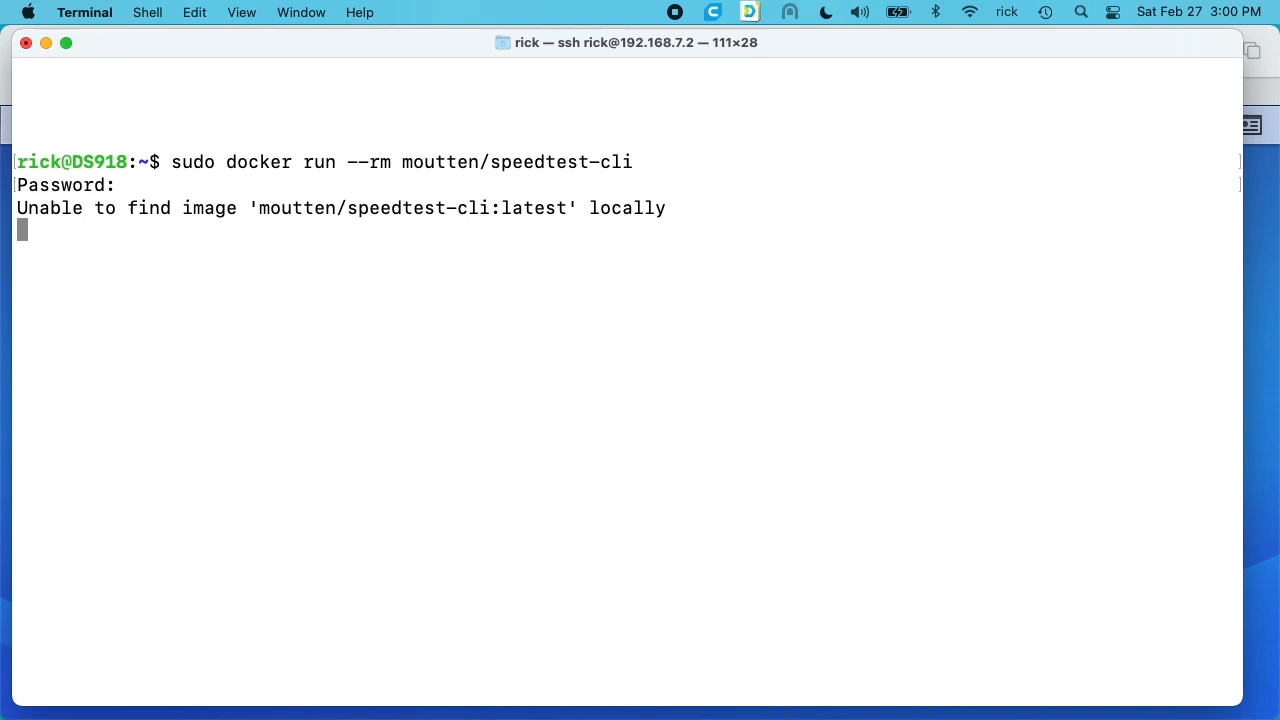 Terminal Shell Edit View Window Help rick Sat Feb 27 3:00 PM
rick — ssh rick@192.168.7.2 — 111×28
rick@DS918:~$ sudo docker run --rm moutten/speedtest-cli
Password:
Unable to find image 'moutten/speedtest-cli:latest' locally